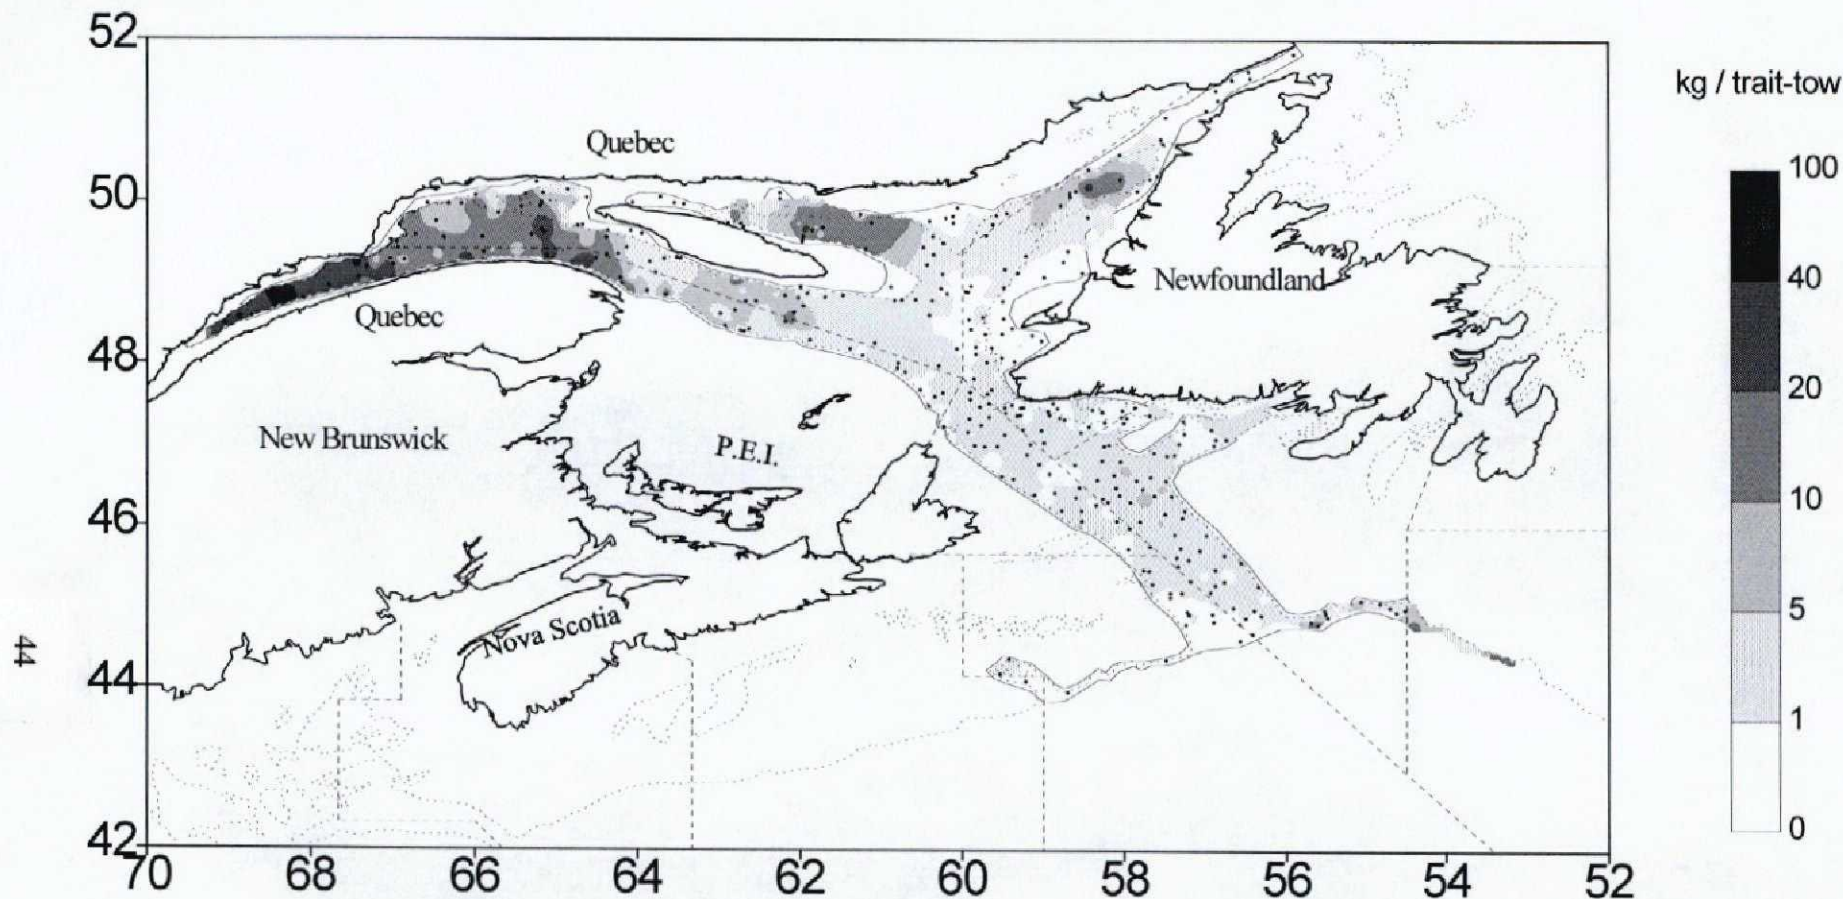 52
50
48
46
44
42
70 68 66 64 62 60 58 56 54 52
Quebec
Quebec
Newfoundland
New Brunswick
P.E.I.
Nova Scotia
kg / trait-tow
100
40
20
10
5
1
0
44